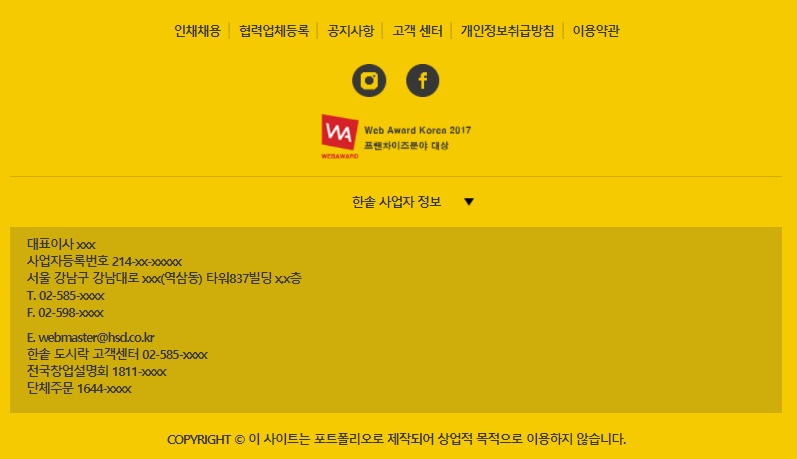 인채채용 | 협력업체등록 | 공지사항 | 고객 센터 | 개인정보취급방침 | 이용약관
WA
WEBAWARD
Web Award Korea 2017
프랜차이즈분야 대상
한솥 사업자 정보 ▼
대표이사 xxx
사업자등록번호 214-xx-xxxxx
서울 강남구 강남대로 xxx(역삼동) 타워837빌딩 x,x층
T. 02-585-xxxx
F. 02-598-xxxx
E. webmaster@hsd.co.kr
한솥 도시락 고객센터 02-585-xxxx
전국창업설명회 1811-xxxx
단체주문 1644-xxxx
COPYRIGHT © 이 사이트는 포트폴리오로 제작되어 상업적 목적으로 이용하지 않습니다.